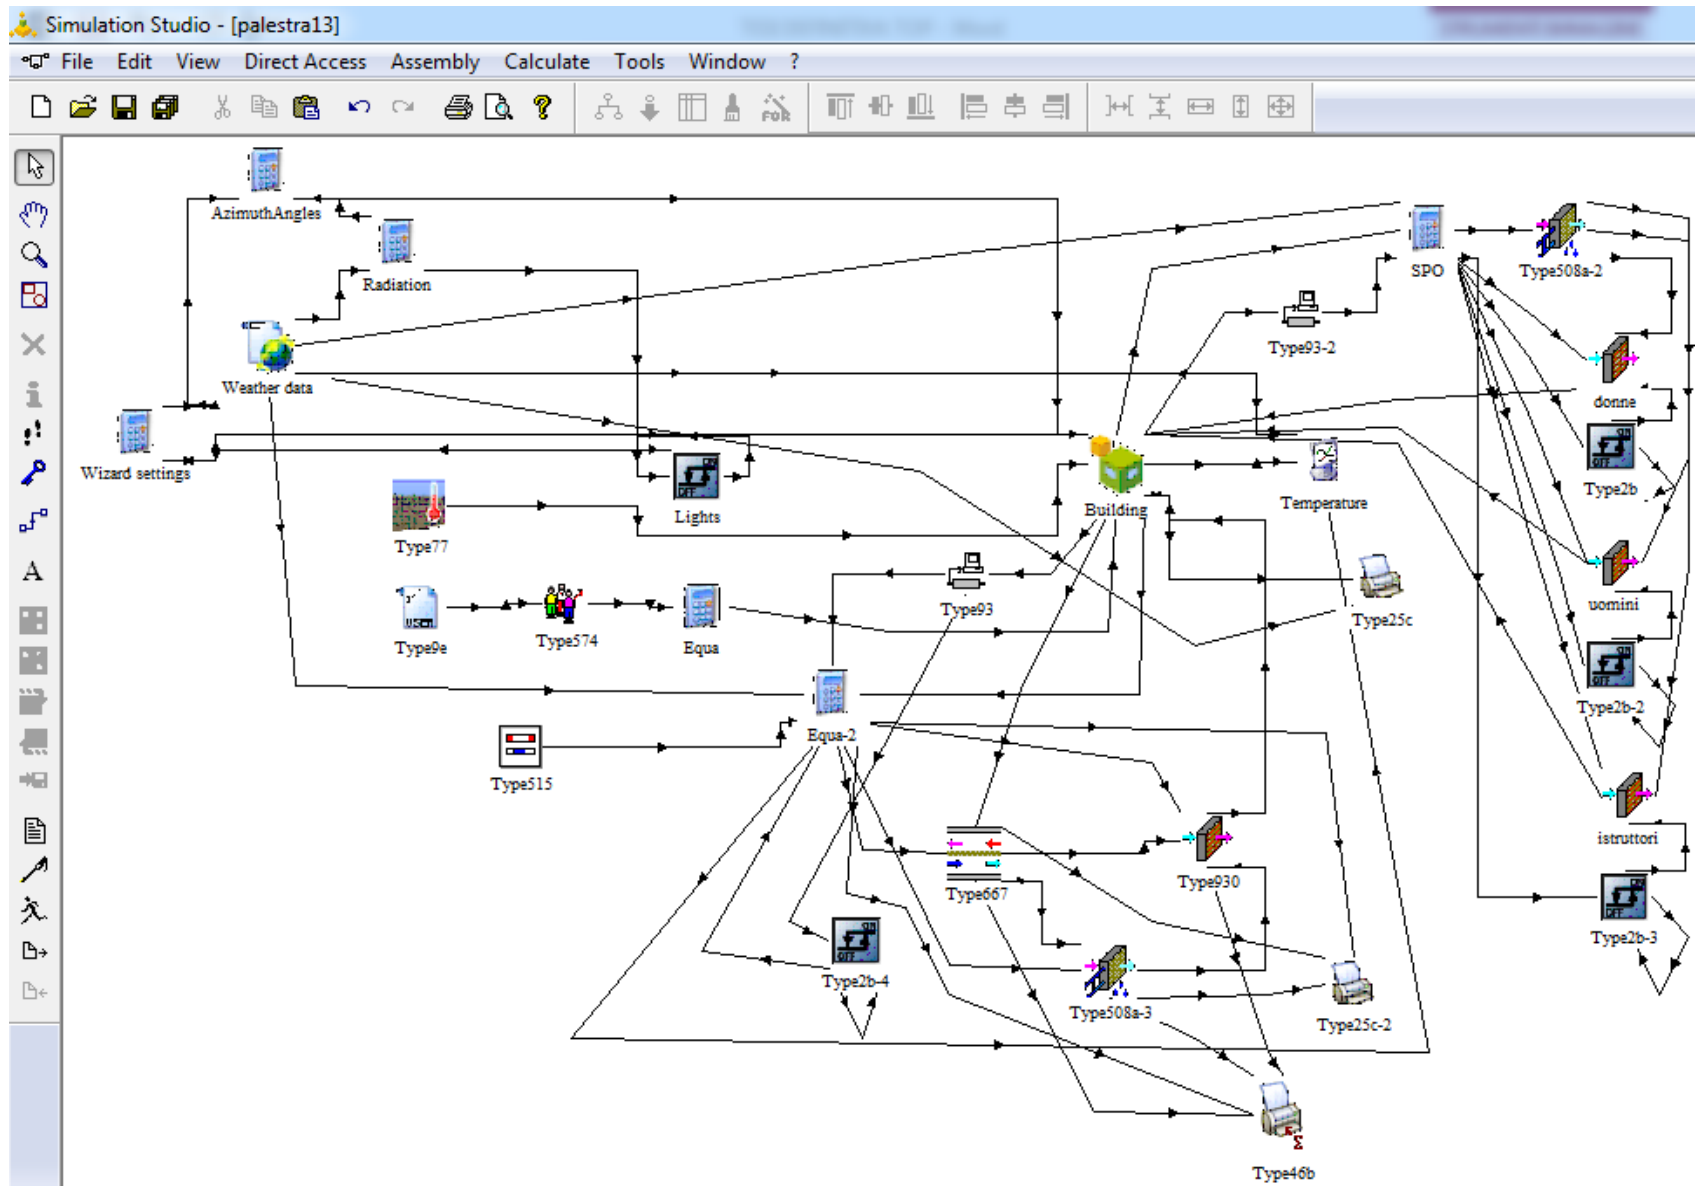 Simulation Studio - [palestra13]
File Edit View Direct Access Assembly Calculate Tools Window ?
AzimuthAngles
Radiation
SPO
Type508a-2
Type93-2
Weather data
donne
Wizard settings
Type2b
Lights
Building
Temperature
Type77
Type93
uomini
Type25c
USER
Type9e
Type574
Equa
Type2b-2
Equa-2
Type515
istruttori
Type930
Type667
Type2b-3
Type2b-4
Type508a-3
Type25c-2
Type46b